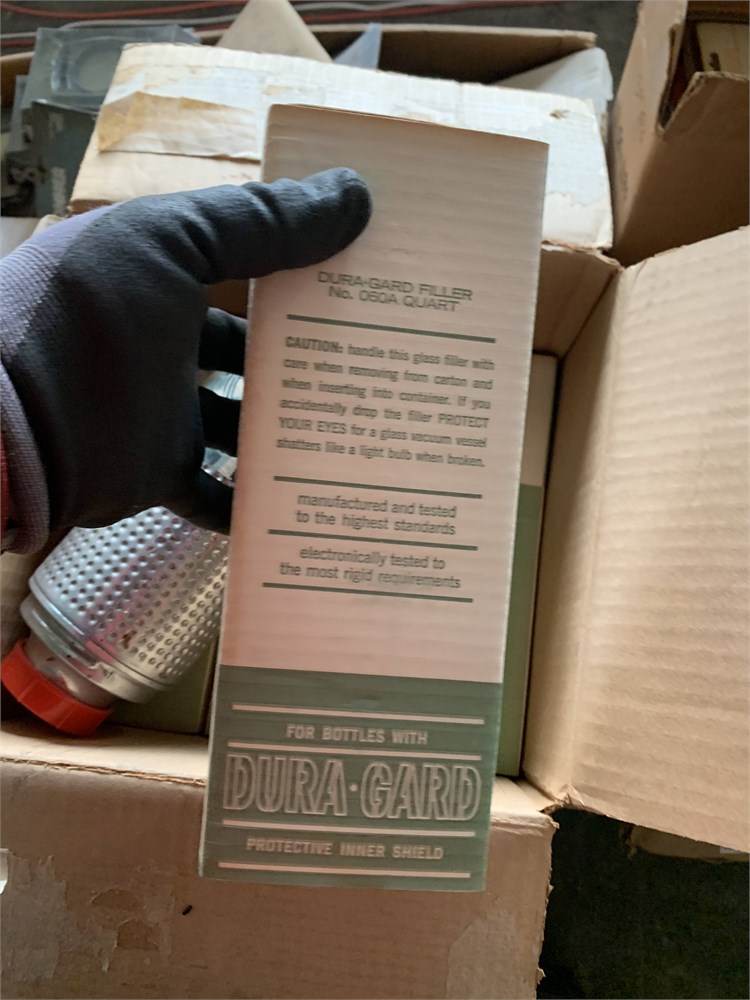 DURA·GARD FILLER
No. 060A QUART
CAUTION: handle this glass filler with
care when removing from carton and
when inserting into container. If you
accidentally drop the filler PROTECT
YOUR EYES for a glass vacuum vessel
shatters like a light bulb when broken.
manufactured and tested
to the highest standards
electronically tested to
the most rigid requirements
FOR BOTTLES WITH
DURA·GARD
PROTECTIVE INNER SHIELD